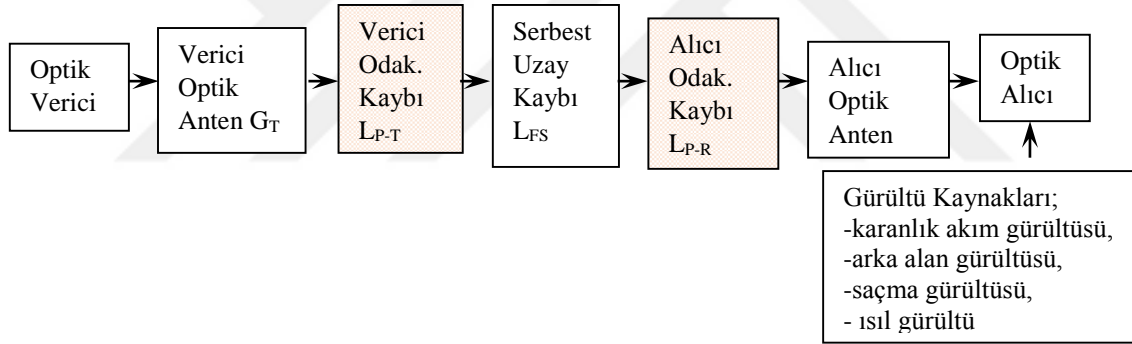 Optik
Verici
Verici
Optik
Anten G_T
Verici
Odak.
Kaybı
L_P-T
Serbest
Uzay
Kaybı
L_FS
Alıcı
Odak.
Kaybı
L_P-R
Alıcı
Optik
Anten
Optik
Alıcı
Gürültü Kaynakları;
-karanlık akım gürültüsü,
-arka alan gürültüsü,
-saçma gürültüsü,
- ısıl gürültü